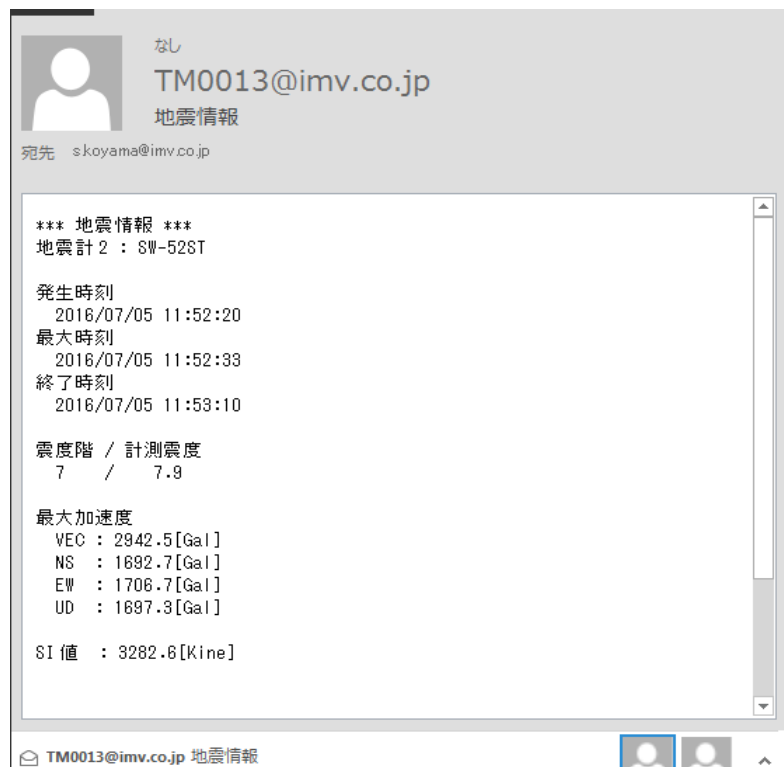 なし
TM0013@imv.co.jp
地震情報
宛先 s.koyama@imv.co.jp
*** 地震情報 ***
地震計２ : SW-52ST
発生時刻
2016/07/05 11:52:20
最大時刻
2016/07/05 11:52:33
終了時刻
2016/07/05 11:53:10
震度階 / 計測震度
7 / 7.9
最大加速度
VEC : 2942.5[Gal]
NS : 1692.7[Gal]
EW : 1706.7[Gal]
UD : 1697.3[Gal]
SI値 : 3282.6[Kine]
TM0013@imv.co.jp 地震情報